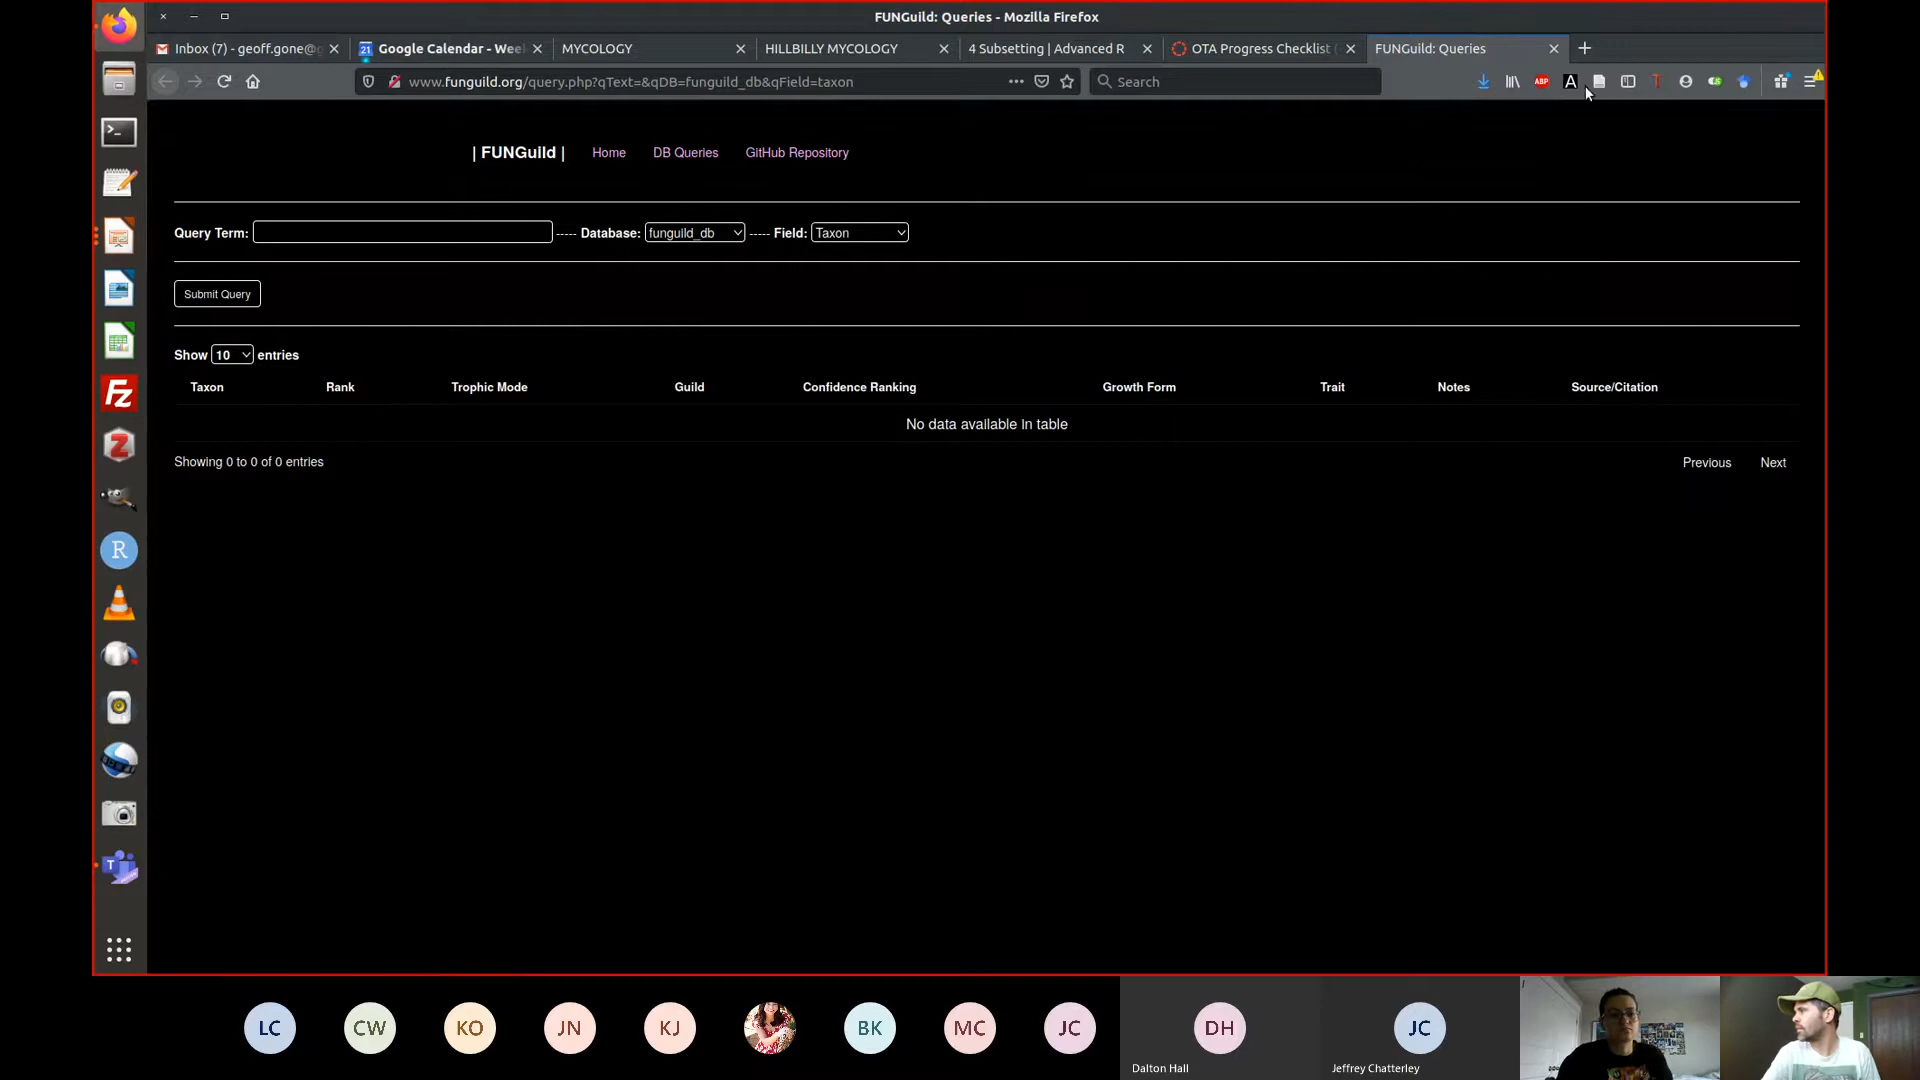 FUNGuild: Queries - Mozilla Firefox
Inbox (7) - geoff.gone@g
21 Google Calendar - Wee
MYCOLOGY
HILLBILLY MYCOLOGY
4 Subsetting | Advanced R
OTA Progress Checklist (
FUNGuild: Queries
www.funguild.org/query.php?qText=&qDB=funguild_db&qField=taxon
Search
ABP
A
| FUNGuild | Home DB Queries GitHub Repository
Query Term: ----- Database: funguild_db ----- Field: Taxon
Submit Query
Show 10 entries
Taxon Rank Trophic Mode Guild Confidence Ranking Growth Form Trait Notes Source/Citation
No data available in table
Showing 0 to 0 of 0 entries
Previous Next
Fz
Z
R
T
LC CW KO JN KJ BK MC JC DH JC
Dalton Hall
Jeffrey Chatterley